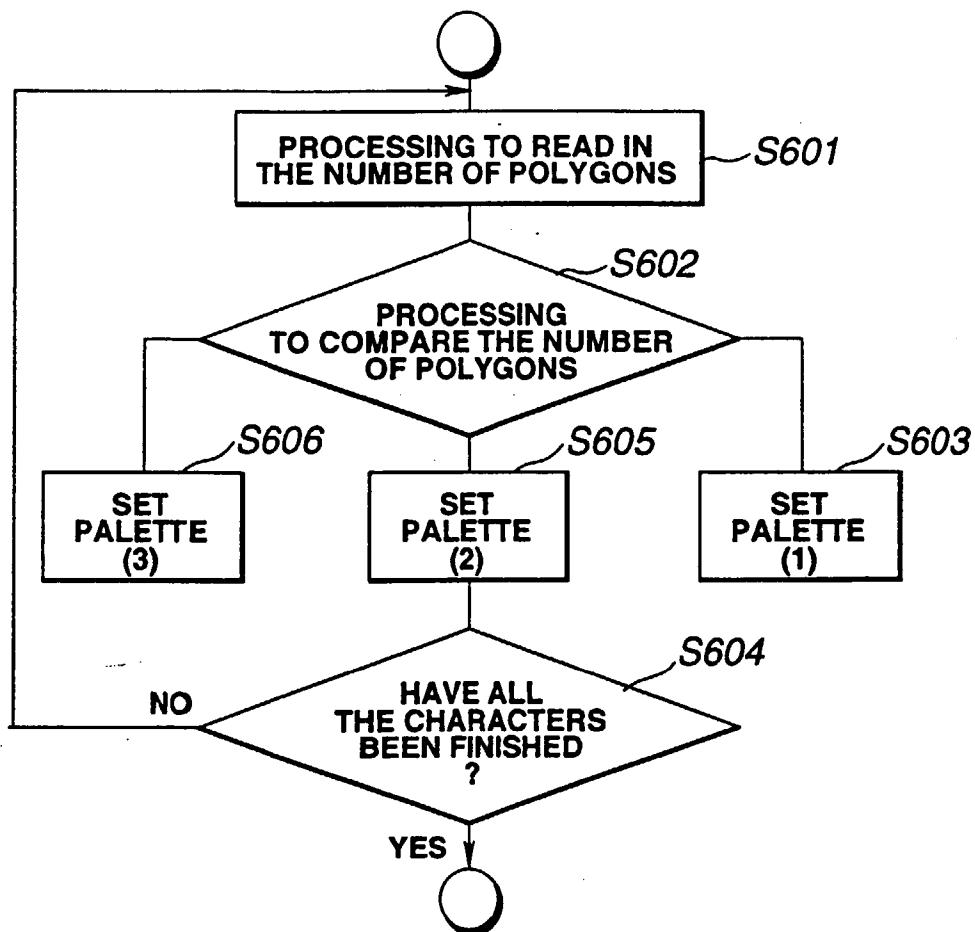 PROCESSING TO READ IN
THE NUMBER OF POLYGONS
S601
S602
PROCESSING
TO COMPARE THE NUMBER
OF POLYGONS
S606
SET
PALETTE
(3)
S605
SET
PALETTE
(2)
S603
SET
PALETTE
(1)
S604
HAVE ALL
THE CHARACTERS
BEEN FINISHED
?
NO
YES